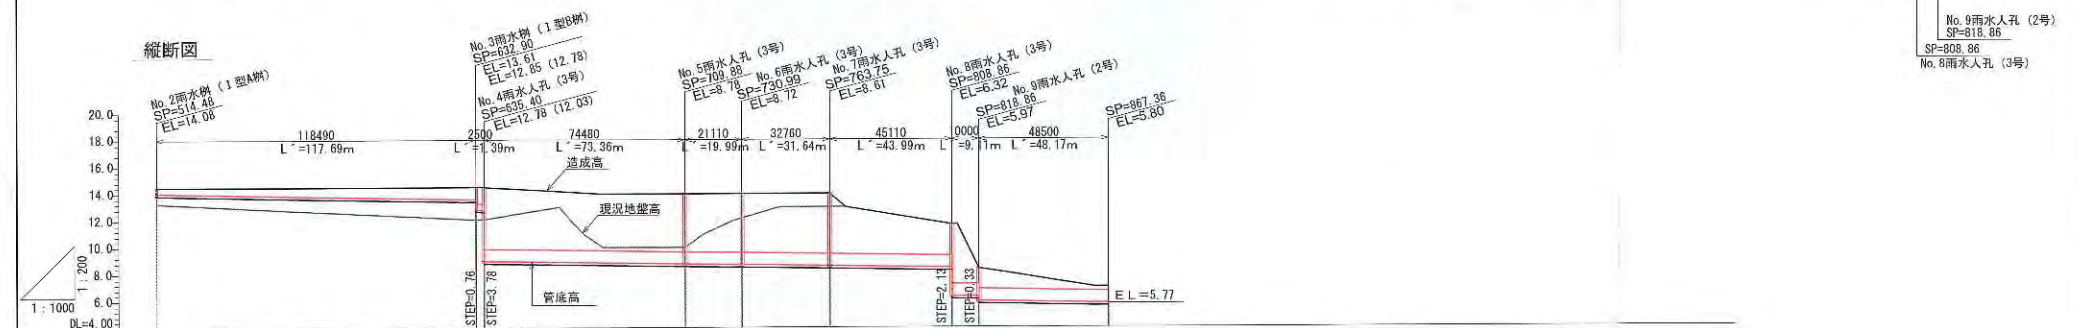 縦断図
No.2雨水桝 (Ⅰ型A桝)
SP=514.48
EL=14.08
No.3雨水桝 (Ⅰ型B桝)
SP=632.90
EL=13.61
EL=12.85 (12.78)
No.4雨水人孔 (3号)
SP=635.40
EL=12.78 (12.03)
No.5雨水人孔 (3号)
SP=709.88
EL=8.78
No.6雨水人孔 (3号)
SP=730.99
EL=8.72
No.7雨水人孔 (3号)
SP=763.75
EL=8.61
No.8雨水人孔 (3号)
SP=808.86
EL=6.32
No.9雨水人孔 (2号)
SP=818.86
EL=5.97
SP=867.36
EL=5.80
No.9雨水人孔 (2号)
SP=818.86
SP=808.86
No.8雨水人孔 (3号)
118490 2500 74480 21110 32760 45110 0000 48500
L´=117.69m L´=1.39m L´=73.36m L´=19.99m L´=31.64m L´=43.99m L´=9.11m L´=48.17m
20.0
18.0
16.0
14.0
12.0
10.0
8.0
6.0
DL=4.00
造成高
現況地盤高
管底高
STEP=0.76
STEP=3.78
STEP=2.13
STEP=0.33
EL=5.77
1:200
1:1000